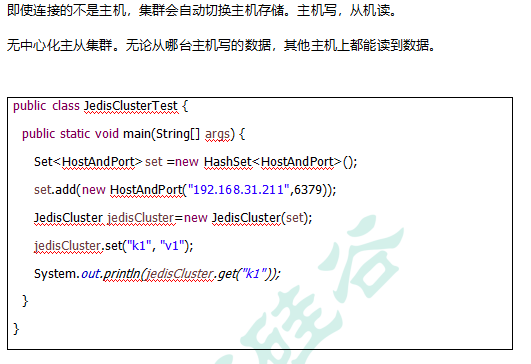 即使连接的不是主机，集群会自动切换主机存储。主机写，从机读。
无中心化主从集群。无论从哪台主机写的数据，其他主机上都能读到数据。
public class JedisClusterTest {
public static void main(String[] args) {
Set<HostAndPort> set =new HashSet<HostAndPort>();
set.add(new HostAndPort("192.168.31.211",6379));
JedisCluster jedisCluster=new JedisCluster(set);
jedisCluster.set("k1", "v1");
System.out.println(jedisCluster.get("k1"));
}
}
硅谷